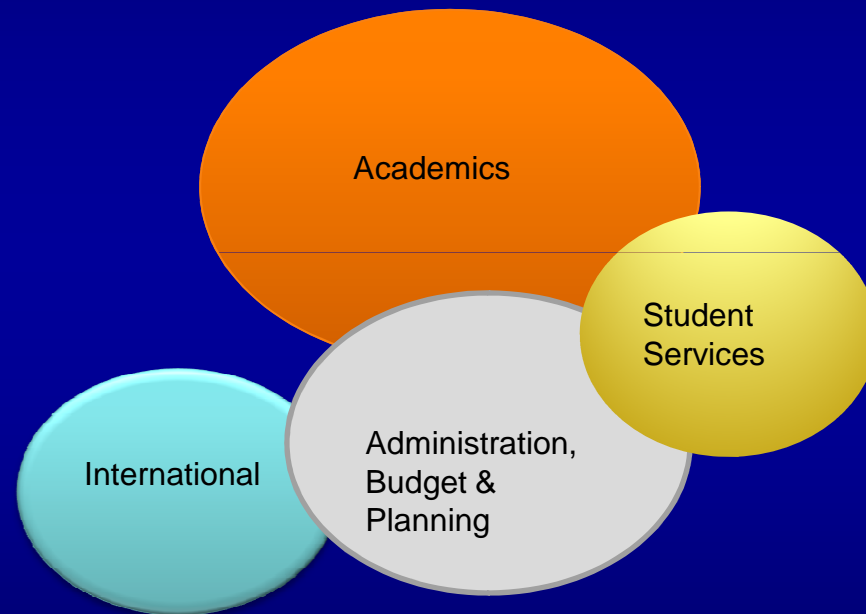 Academics
Student
Services
Administration,
Budget &
Planning
International